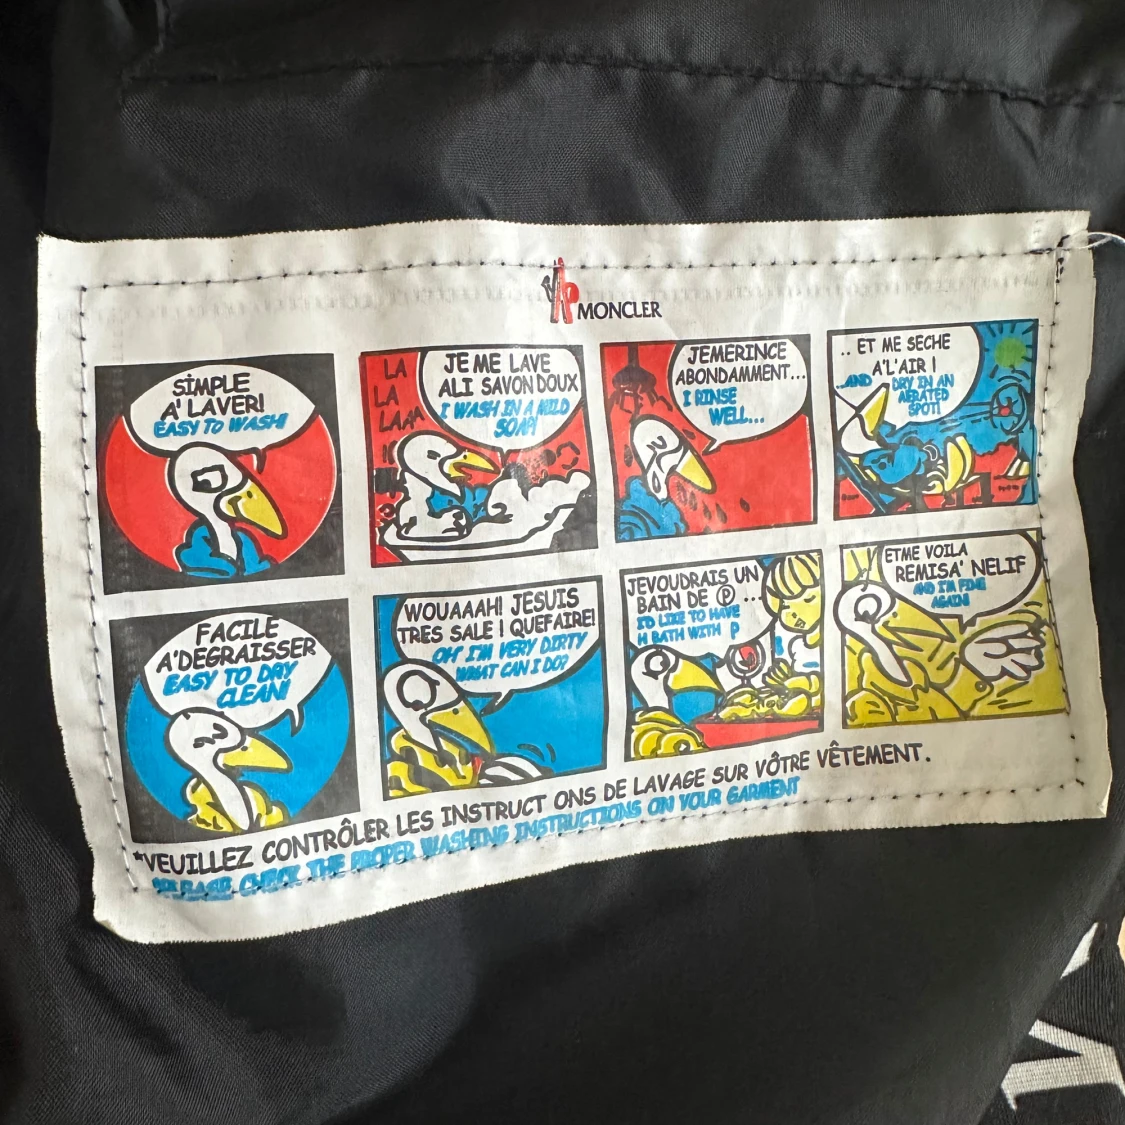 MONCLER
SIMPLE
A' LAVER!
EASY TO WASH!
LA
LA
LAAA
JE ME LAVE
ALI SAVON DOUX
I WASH IN A MILD
SOAP!
JEMERINCE
ABONDAMMENT...
I RINSE
WELL...
.. ET ME SECHE
A'L'AIR !
...AND DRY IN AN
AERATED
SPOT!
FACILE
A'DEGRAISSER
EASY TO DRY
CLEAN!
WOUAAAH! JESUIS
TRES SALE ! QUEFAIRE!
OH' I'M VERY DIRTY
WHAT CAN I DO?
JEVOUDRAIS UN
BAIN DE Ⓟ ...
I'D LIKE TO HAVE
H BATH WITH P
ETME VOILA
REMISA' NELIF
AND I'M FINE
AGAIN!
*VEUILLEZ CONTRÔLER LES INSTRUCT ONS DE LAVAGE SUR VÔTRE VÊTEMENT.
PLEASE CHECK THE PROPER WASHING INSTRUCTIONS ON YOUR GARMENT